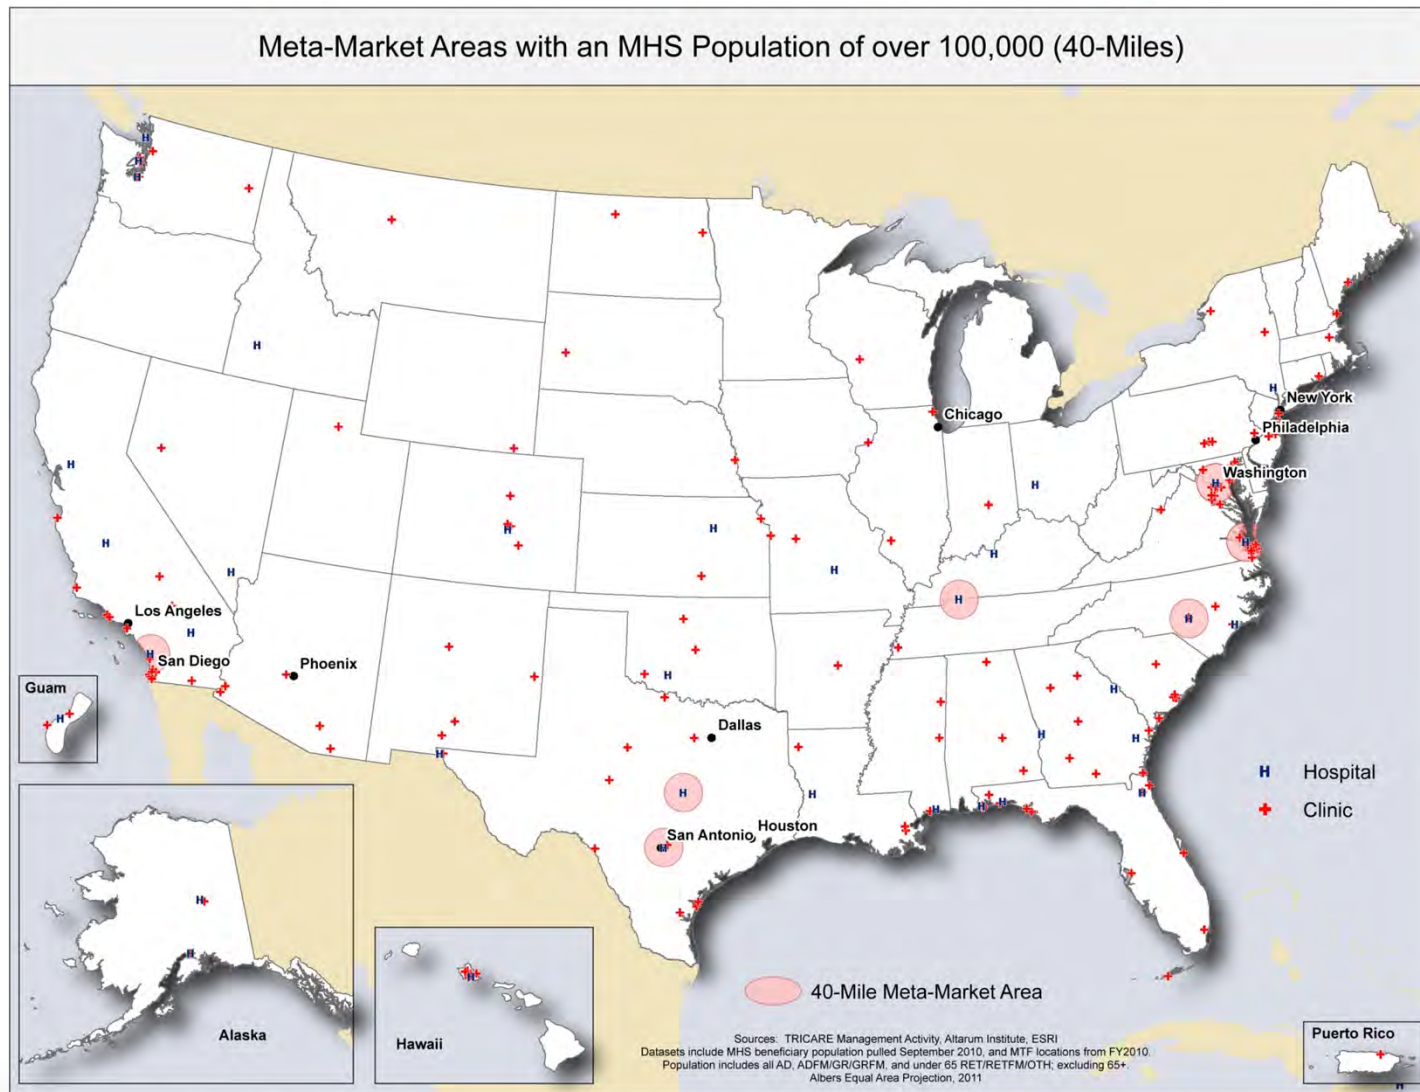 Meta-Market Areas with an MHS Population of over 100,000 (40-Miles)
Chicago
New York
Philadelphia
Washington
Los Angeles
San Diego
Phoenix
Guam
Dallas
San Antonio
Houston
H Hospital
Clinic
Alaska
Hawaii
40-Mile Meta-Market Area
Puerto Rico
Sources: TRICARE Management Activity, Altarum Institute, ESRI
Datasets include MHS beneficiary population pulled September 2010, and MTF locations from FY2010.
Population includes all AD, ADFM/GR/GRFM, and under 65 RET/RETFM/OTH; excluding 65+.
Albers Equal Area Projection, 2011